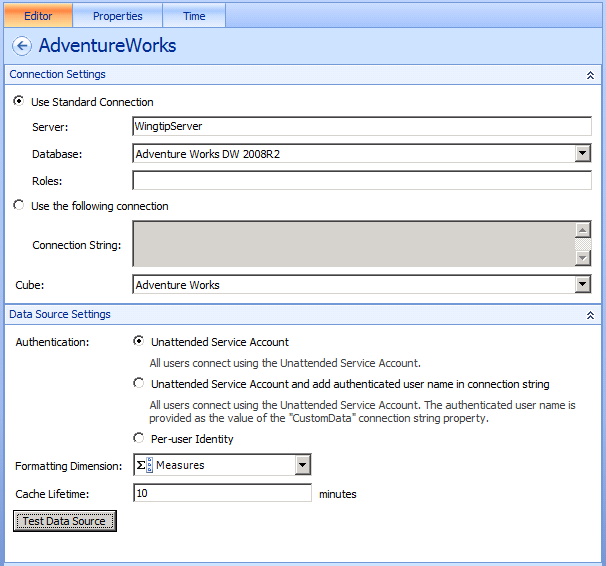 Editor Properties Time
AdventureWorks
Connection Settings
Use Standard Connection
Server: WingtipServer
Database: Adventure Works DW 2008R2
Roles:
Use the following connection
Connection String:
Cube: Adventure Works
Data Source Settings
Authentication: Unattended Service Account
All users connect using the Unattended Service Account.
Unattended Service Account and add authenticated user name in connection string
All users connect using the Unattended Service Account. The authenticated user name is
provided as the value of the "CustomData" connection string property.
Per-user Identity
Formatting Dimension: Measures
Cache Lifetime: 10 minutes
Test Data Source